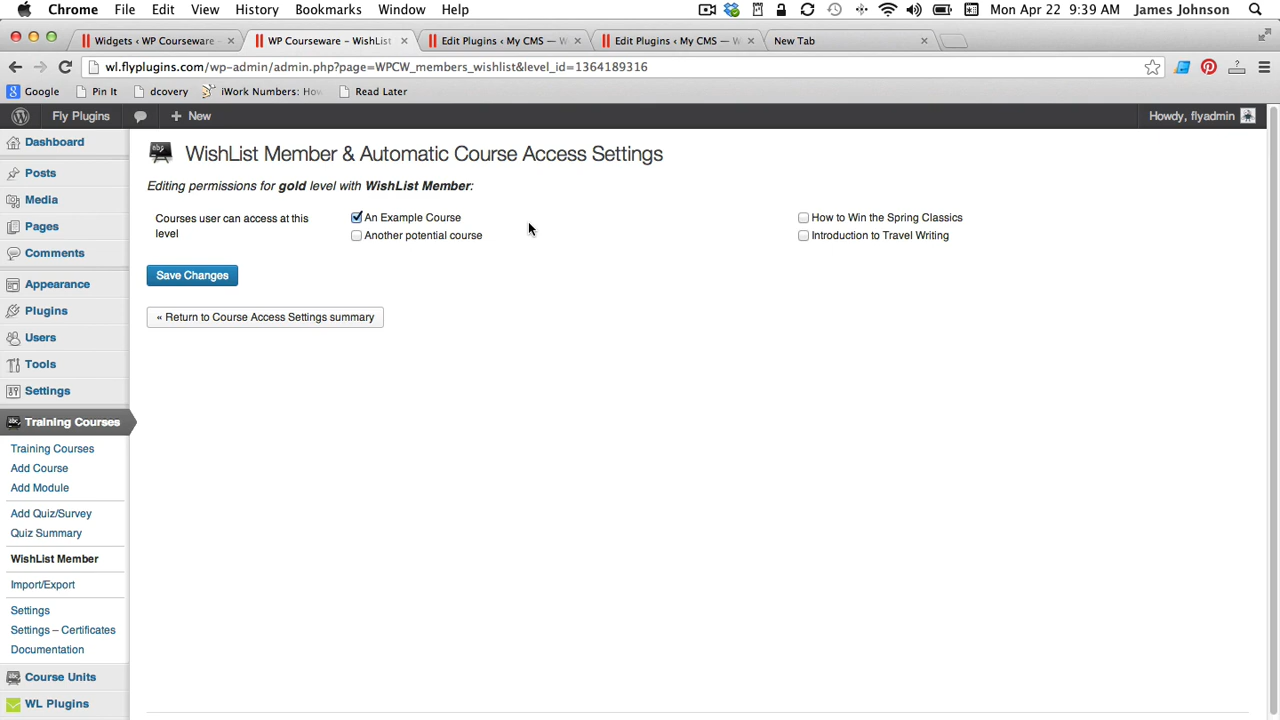 Chrome File Edit View History Bookmarks Window Help Mon Apr 22 9:39 AM James Johnson
Widgets ‹ WP Courseware WP Courseware – WishList Edit Plugins ‹ My CMS — Edit Plugins ‹ My CMS — New Tab
wl.flyplugins.com/wp-admin/admin.php?page=WPCW_members_wishlist&level_id=1364189316
Google Pin It dcovery iWork Numbers: Read Later
Fly Plugins + New Howdy, flyadmin
Dashboard
Posts
Media
Pages
Comments
Appearance
Plugins
Users
Tools
Settings
Training Courses
Training Courses
Add Course
Add Module
Add Quiz/Survey
Quiz Summary
WishList Member
Import/Export
Settings
Settings – Certificates
Documentation
Course Units
WL Plugins
WishList Member & Automatic Course Access Settings
Editing permissions for gold level with WishList Member:
Courses user can access at this
level
An Example Course
Another potential course
How to Win the Spring Classics
Introduction to Travel Writing
Save Changes
« Return to Course Access Settings summary